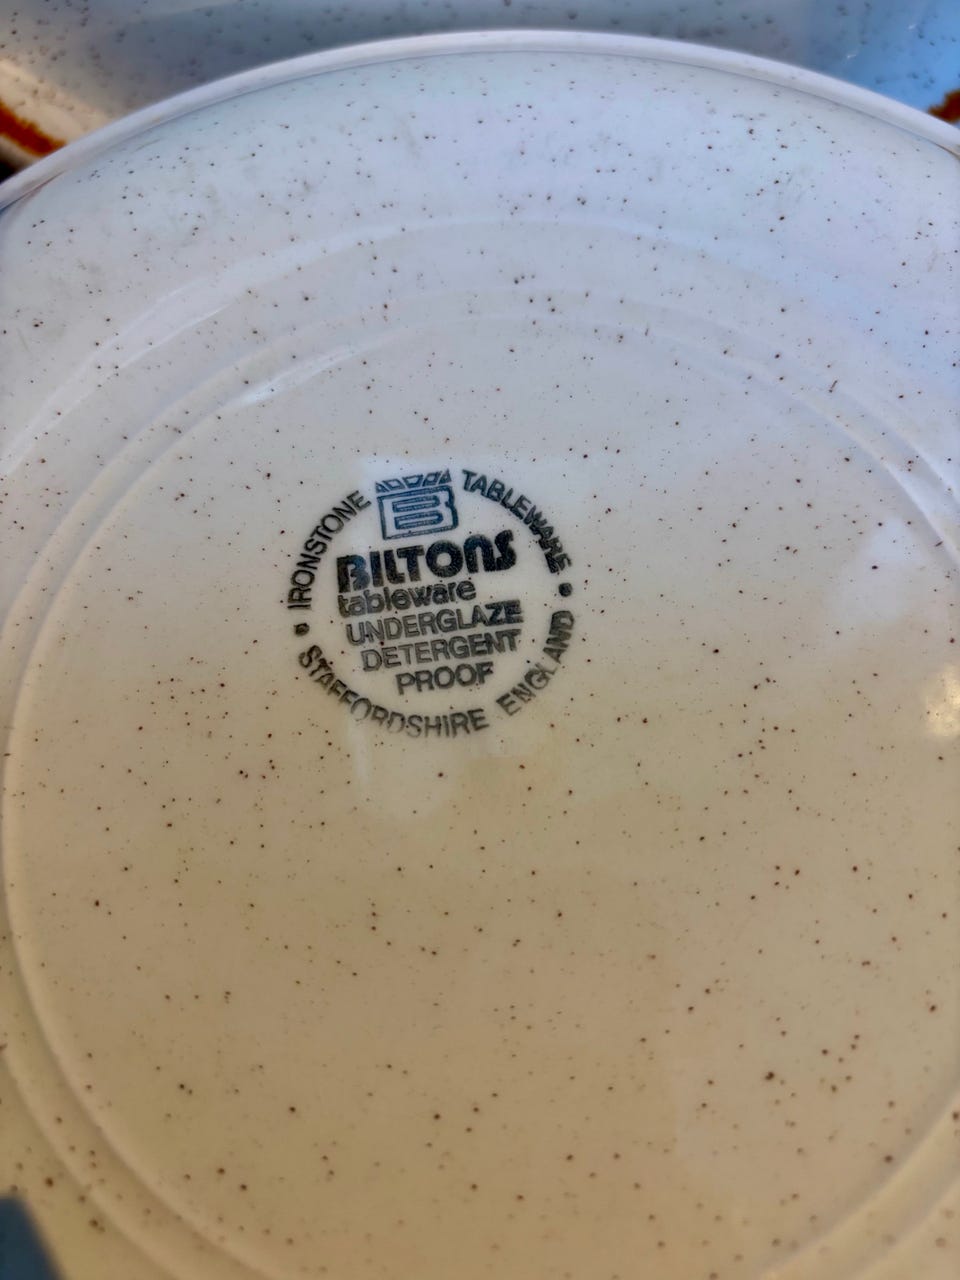 IRONSTONE TABLEWARE
B
BILTONS
tableware
UNDERGLAZE
DETERGENT
PROOF
STAFFORDSHIRE ENGLAND